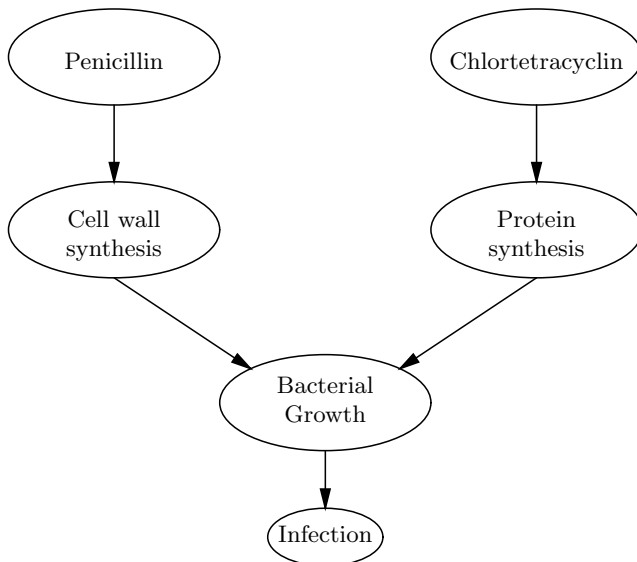 Penicillin
Chlortetracyclin
Cell wall
synthesis
Protein
synthesis
Bacterial
Growth
Infection